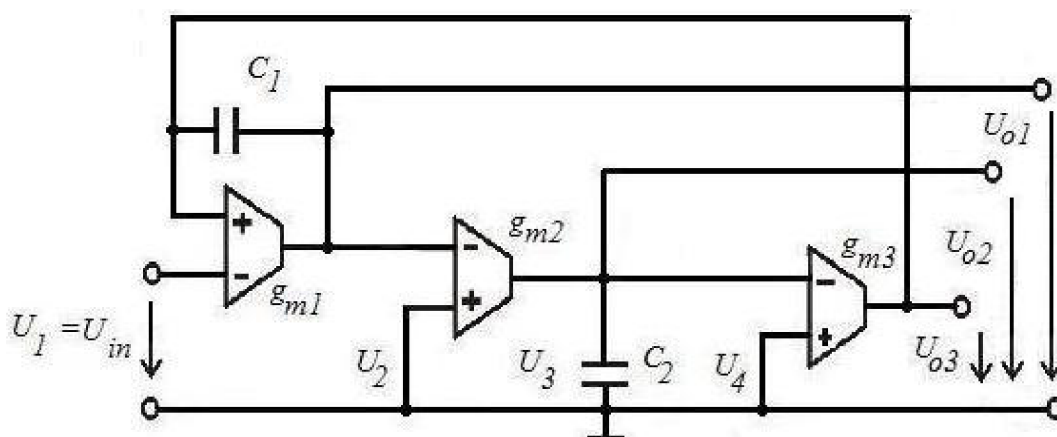 C1
Uo1
+
-
gm1
-
+
gm2
-
+
gm3
Uo2
U1 =Uin
U2
U3
C2
U4
Uo3